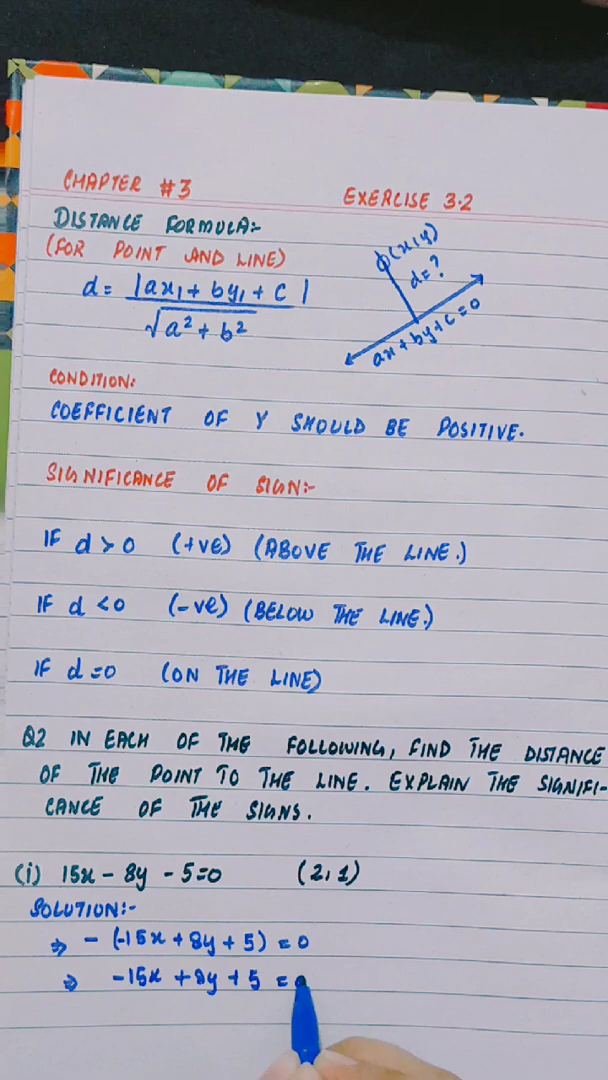 CHAPTER #3 EXERCISE 3.2
DISTANCE FORMULA:-
(FOR POINT AND LINE)
d = |ax₁ + by₁ + c| / √a² + b²
(x, y)
d = ?
ax + by + c = 0
CONDITION:
COEFFICIENT OF Y SHOULD BE POSITIVE.
SIGNIFICANCE OF SIGN:-
IF d > 0 (+ve) (ABOVE THE LINE.)
IF d < 0 (-ve) (BELOW THE LINE.)
IF d = 0 (ON THE LINE)
Q2 IN EACH OF THE FOLLOWING, FIND THE DISTANCE
OF THE POINT TO THE LINE. EXPLAIN THE SIGNIFI-
CANCE OF THE SIGNS.
(i) 15x - 8y - 5 = 0 (2, 1)
SOLUTION:-
⇒ - (-15x + 8y + 5) = 0
⇒ -15x + 8y + 5 = 0